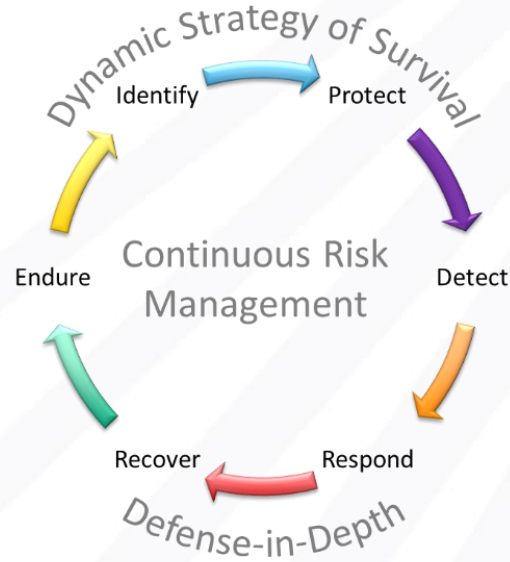 Dynamic Strategy of Survival
Identify
Protect
Continuous Risk
Management
Endure
Detect
Recover
Respond
Defense-in-Depth